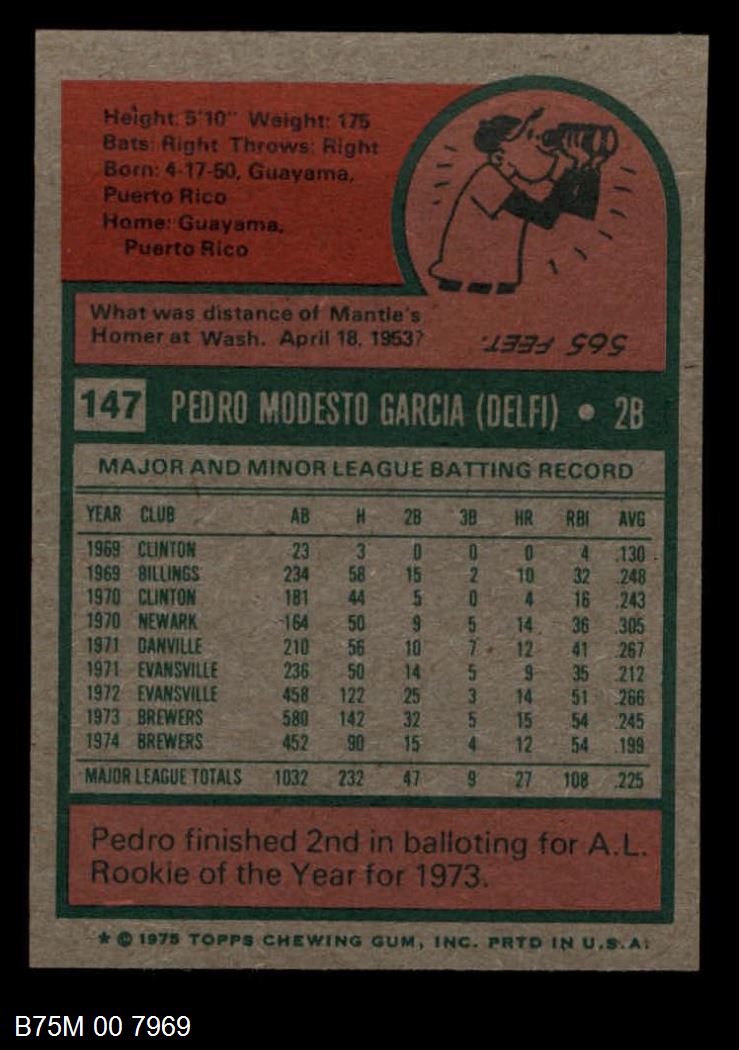 Height: 5'10" Weight: 175
Bats: Right Throws: Right
Born: 4-17-50, Guayama,
Puerto Rico
Home: Guayama,
Puerto Rico
What was distance of Mantle's
Homer at Wash. April 18, 1953?
565 FEET.
147 PEDRO MODESTO GARCIA (DELFI) • 2B
MAJOR AND MINOR LEAGUE BATTING RECORD
YEAR CLUB AB H 2B 3B HR RBI AVG
1969 CLINTON 23 3 0 0 0 4 .130
1969 BILLINGS 234 58 15 2 10 32 .248
1970 CLINTON 181 44 5 0 4 16 .243
1970 NEWARK 164 50 9 5 14 36 .305
1971 DANVILLE 210 56 10 7 12 41 .267
1971 EVANSVILLE 236 50 14 5 9 35 .212
1972 EVANSVILLE 458 122 25 3 14 51 .266
1973 BREWERS 580 142 32 5 15 54 .245
1974 BREWERS 452 90 15 4 12 54 .199
MAJOR LEAGUE TOTALS 1032 232 47 9 27 108 .225
Pedro finished 2nd in balloting for A.L.
Rookie of the Year for 1973.
* © 1975 TOPPS CHEWING GUM, INC. PRTD IN U.S.A.
B75M 00 7969